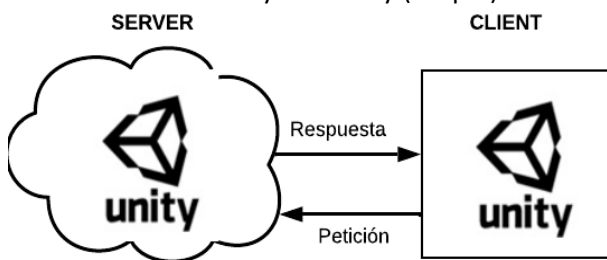 SERVER
CLIENT
Respuesta
unity
unity
Petición